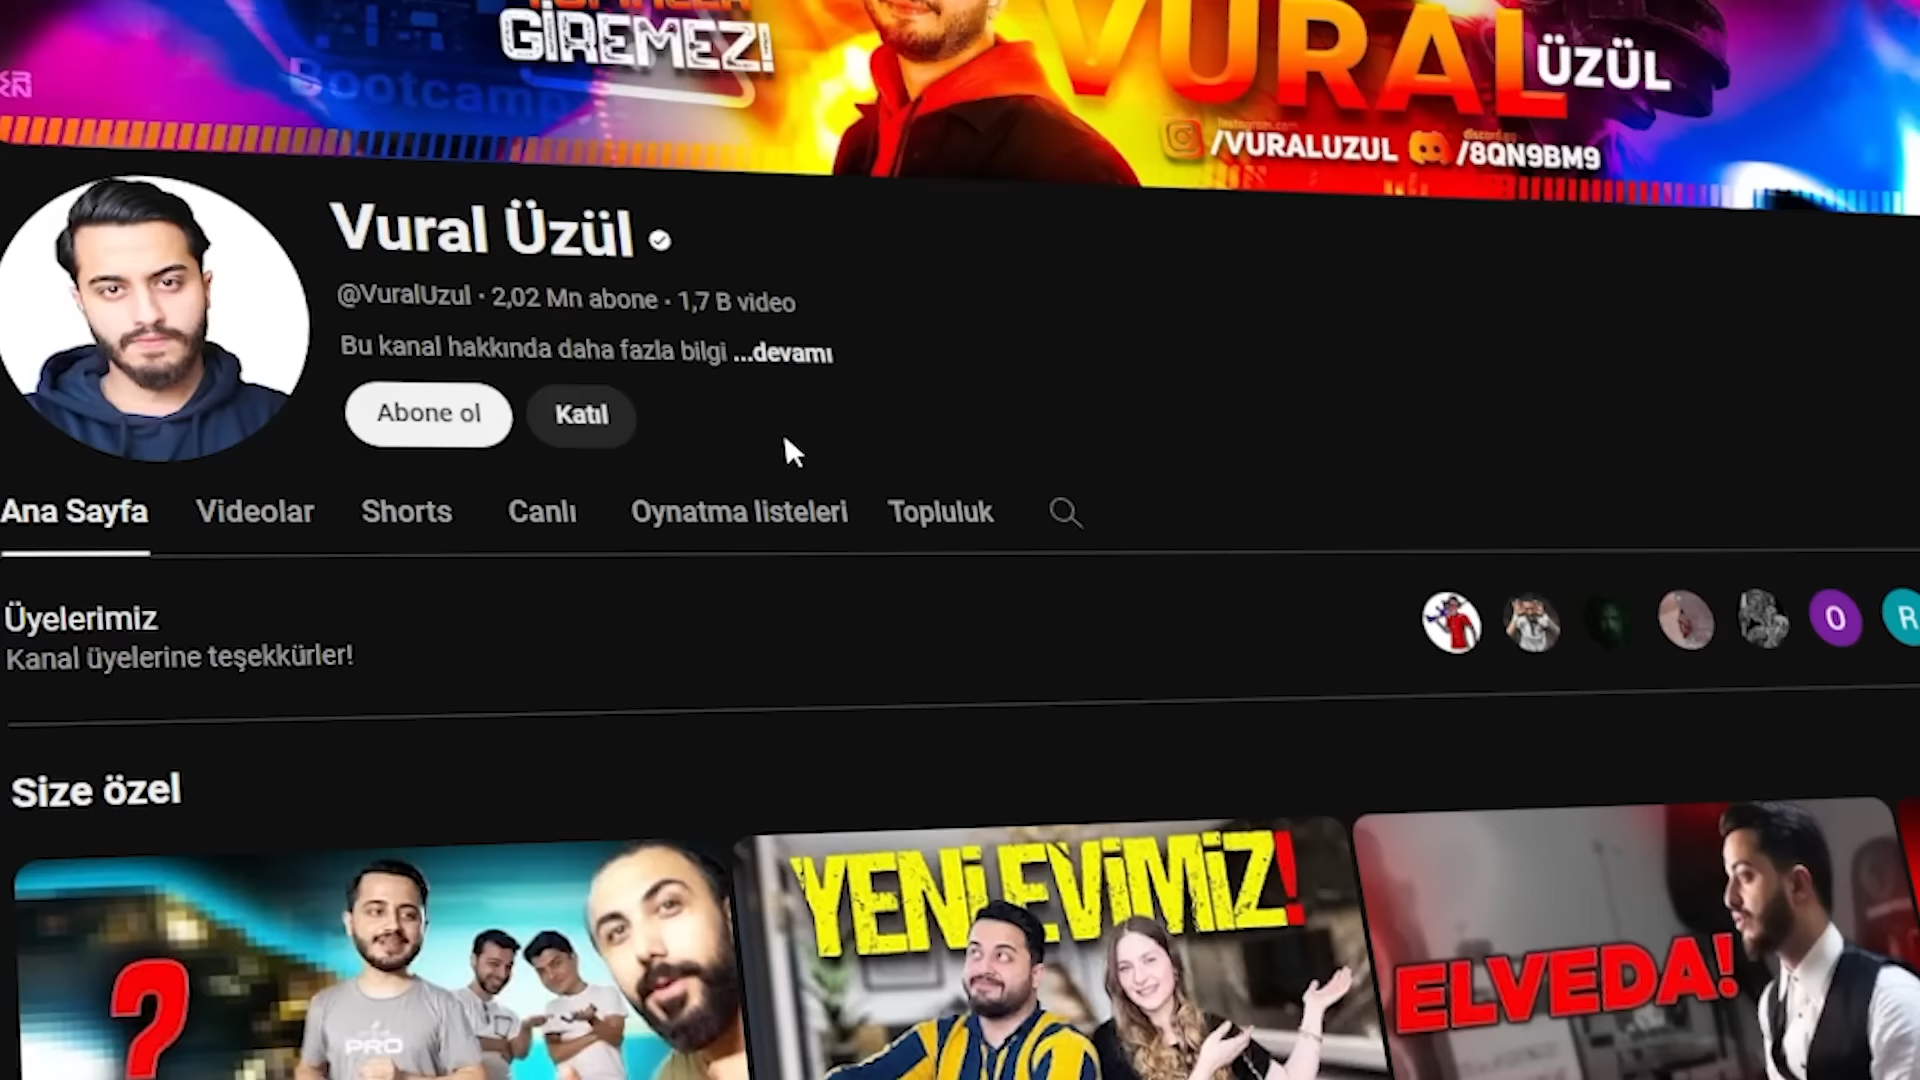 GİREMEZ!
Bootcamp
VURAL
ÜZÜL
/VURALUZUL
/8QN9BM9
Vural Üzül
@VuralUzul · 2,02 Mn abone · 1,7 B video
Bu kanal hakkında daha fazla bilgi ...devamı
Abone ol
Katıl
Ana Sayfa
Videolar
Shorts
Canlı
Oynatma listeleri
Topluluk
Üyelerimiz
Kanal üyelerine teşekkürler!
O
R
Size özel
?
PRO
YENİ EVİMİZ!
ELVEDA!